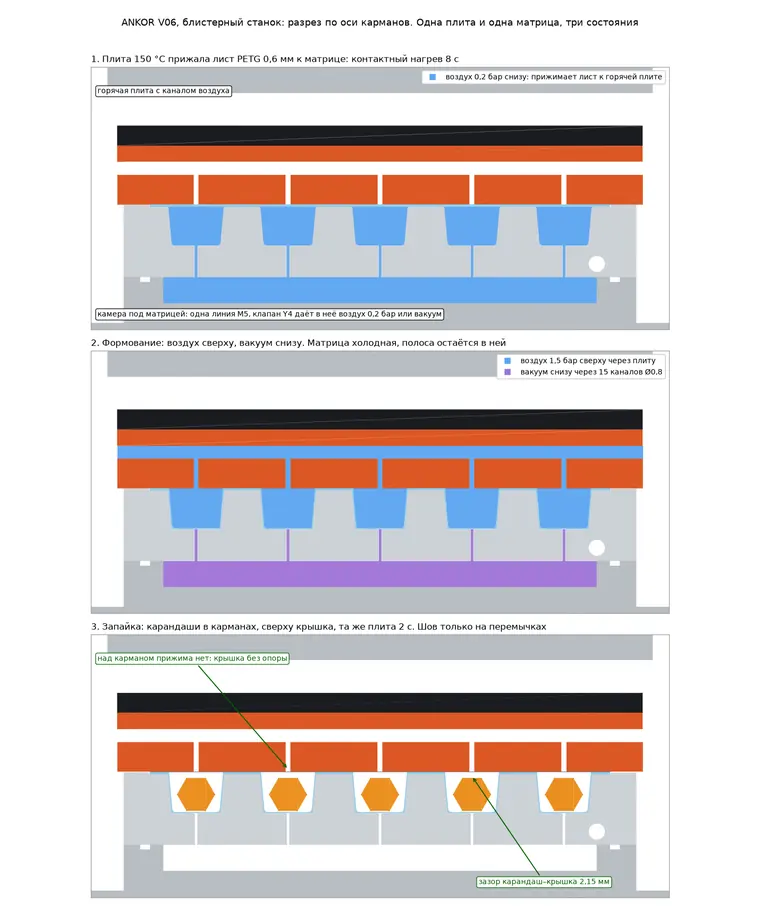 ANKOR V06, блистерный станок: разрез по оси карманов. Одна плита и одна матрица, три состояния
1. Плита 150 °C прижала лист PETG 0,6 мм к матрице: контактный нагрев 8 с
воздух 0,2 бар снизу: прижимает лист к горячей плите
горячая плита с каналом воздуха
камера под матрицей: одна линия M5, клапан Y4 даёт в неё воздух 0,2 бар или вакуум
2. Формование: воздух сверху, вакуум снизу. Матрица холодная, полоса остаётся в ней
воздух 1,5 бар сверху через плиту
вакуум снизу через 15 каналов Ø0,8
3. Запайка: карандаши в карманах, сверху крышка, та же плита 2 с. Шов только на перемычках
над карманом прижима нет: крышка без опоры
зазор карандаш–крышка 2.15 мм